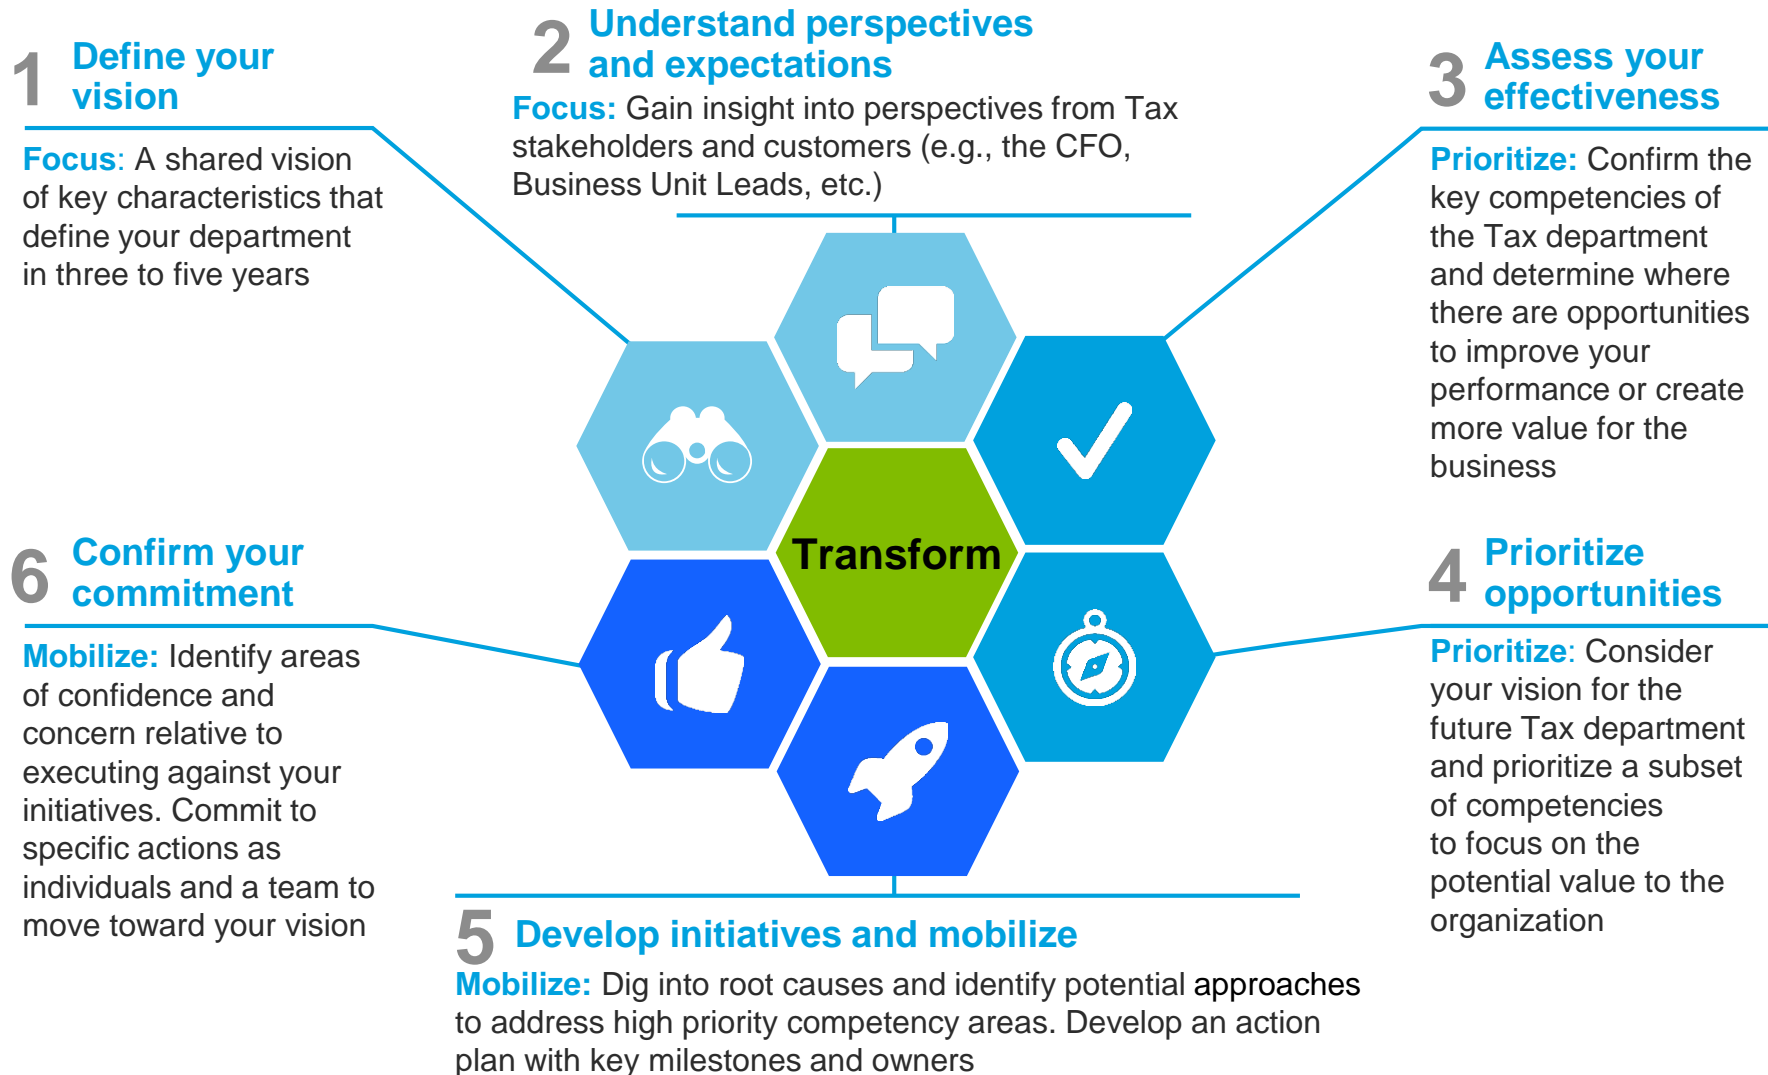 1 Define your
vision
Focus: A shared vision
of key characteristics that
define your department
in three to five years
2 Understand perspectives
and expectations
Focus: Gain insight into perspectives from Tax
stakeholders and customers (e.g., the CFO,
Business Unit Leads, etc.)
3 Assess your
effectiveness
Prioritize: Confirm the
key competencies of
the Tax department
and determine where
there are opportunities
to improve your
performance or create
more value for the
business
Transform
4 Prioritize
opportunities
Prioritize: Consider
your vision for the
future Tax department
and prioritize a subset
of competencies
to focus on the
potential value to the
organization
5 Develop initiatives and mobilize
Mobilize: Dig into root causes and identify potential approaches
to address high priority competency areas. Develop an action
plan with key milestones and owners
6 Confirm your
commitment
Mobilize: Identify areas
of confidence and
concern relative to
executing against your
initiatives. Commit to
specific actions as
individuals and a team to
move toward your vision